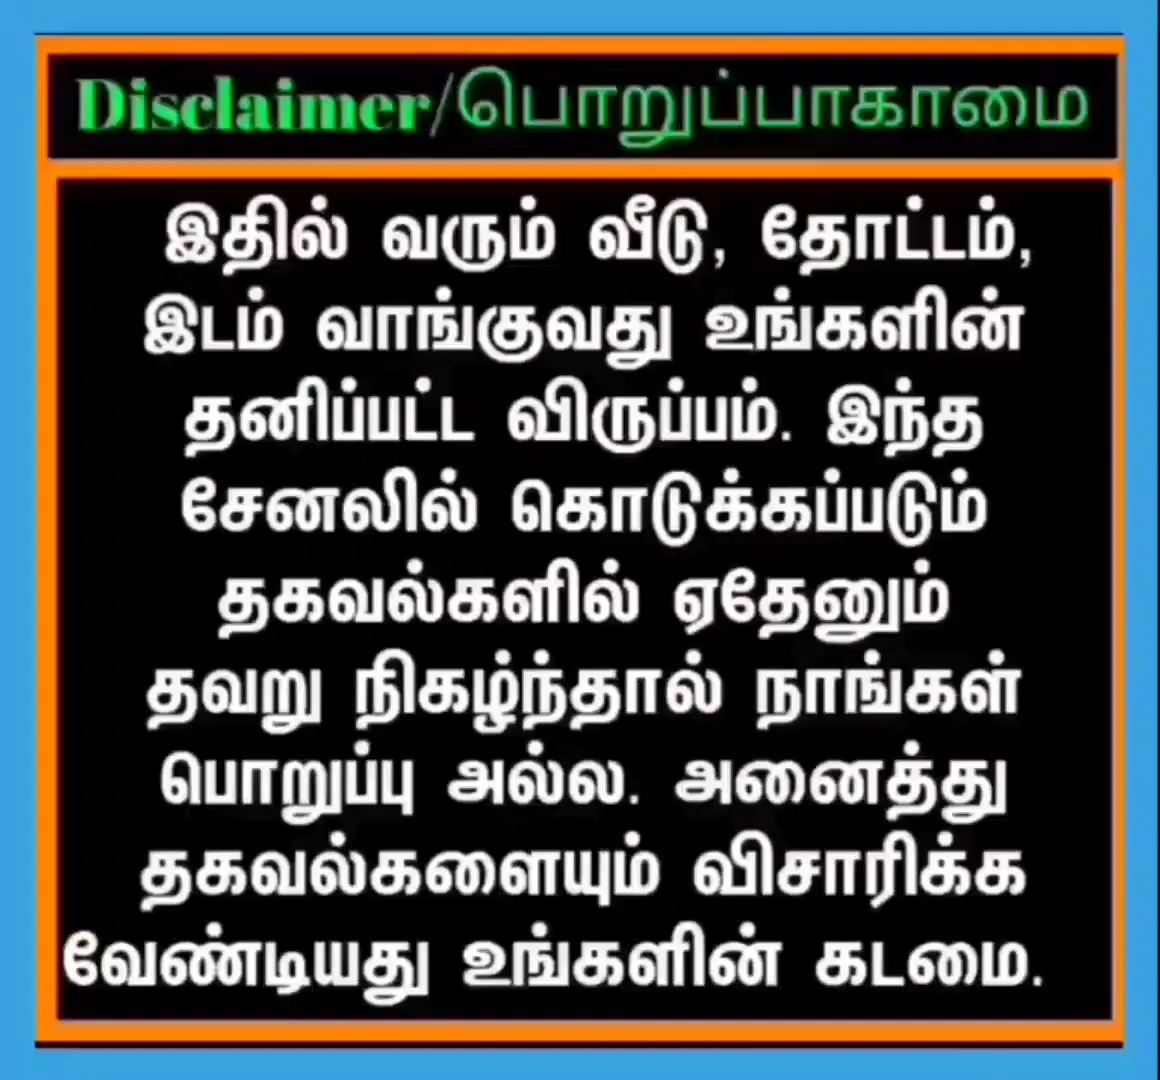 Disclaimer/பொறுப்பாகாமை
இதில் வரும் வீடு, தோட்டம்,
இடம் வாங்குவது உங்களின்
தனிப்பட்ட விருப்பம். இந்த
சேனலில் கொடுக்கப்படும்
தகவல்களில் ஏதேனும்
தவறு நிகழ்ந்தால் நாங்கள்
பொறுப்பு அல்ல. அனைத்து
தகவல்களையும் விசாரிக்க
வேண்டியது உங்களின் கடமை.